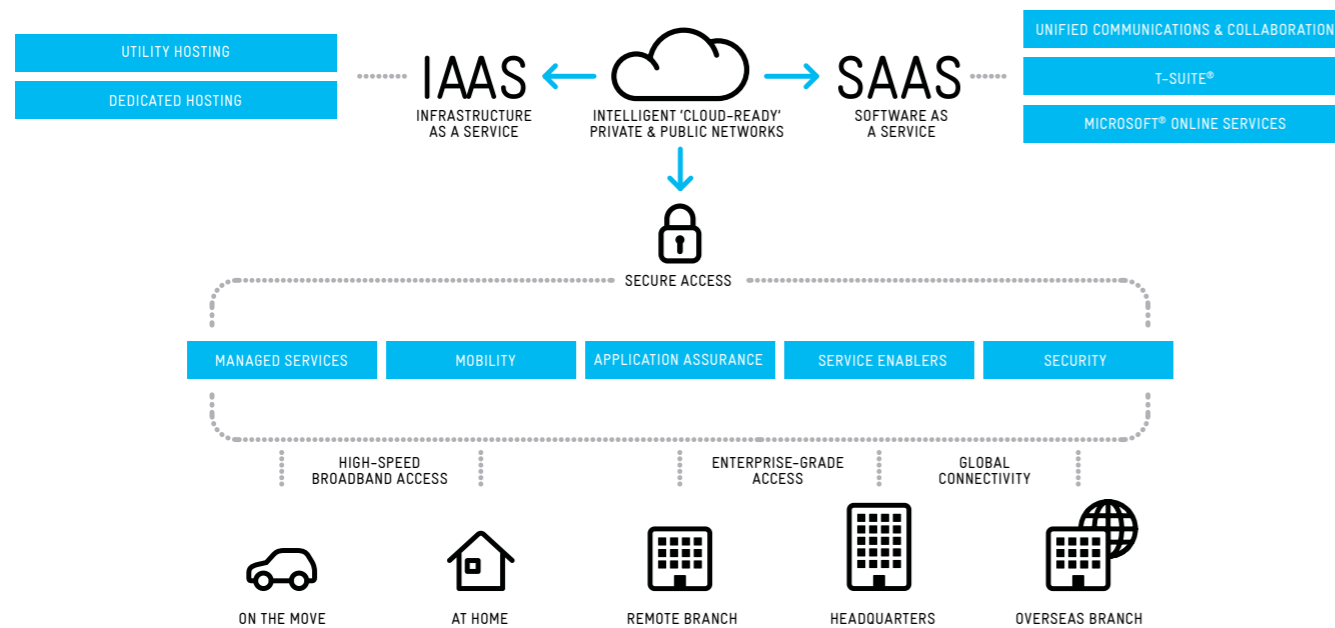 UTILITY HOSTING
DEDICATED HOSTING
IAAS
INFRASTRUCTURE
AS A SERVICE
INTELLIGENT 'CLOUD-READY'
PRIVATE & PUBLIC NETWORKS
SAAS
SOFTWARE AS
A SERVICE
UNIFIED COMMUNICATIONS & COLLABORATION
T-SUITE®
MICROSOFT® ONLINE SERVICES
SECURE ACCESS
MANAGED SERVICES
MOBILITY
APPLICATION ASSURANCE
SERVICE ENABLERS
SECURITY
HIGH-SPEED
BROADBAND ACCESS
ENTERPRISE-GRADE
ACCESS
GLOBAL
CONNECTIVITY
ON THE MOVE
AT HOME
REMOTE BRANCH
HEADQUARTERS
OVERSEAS BRANCH